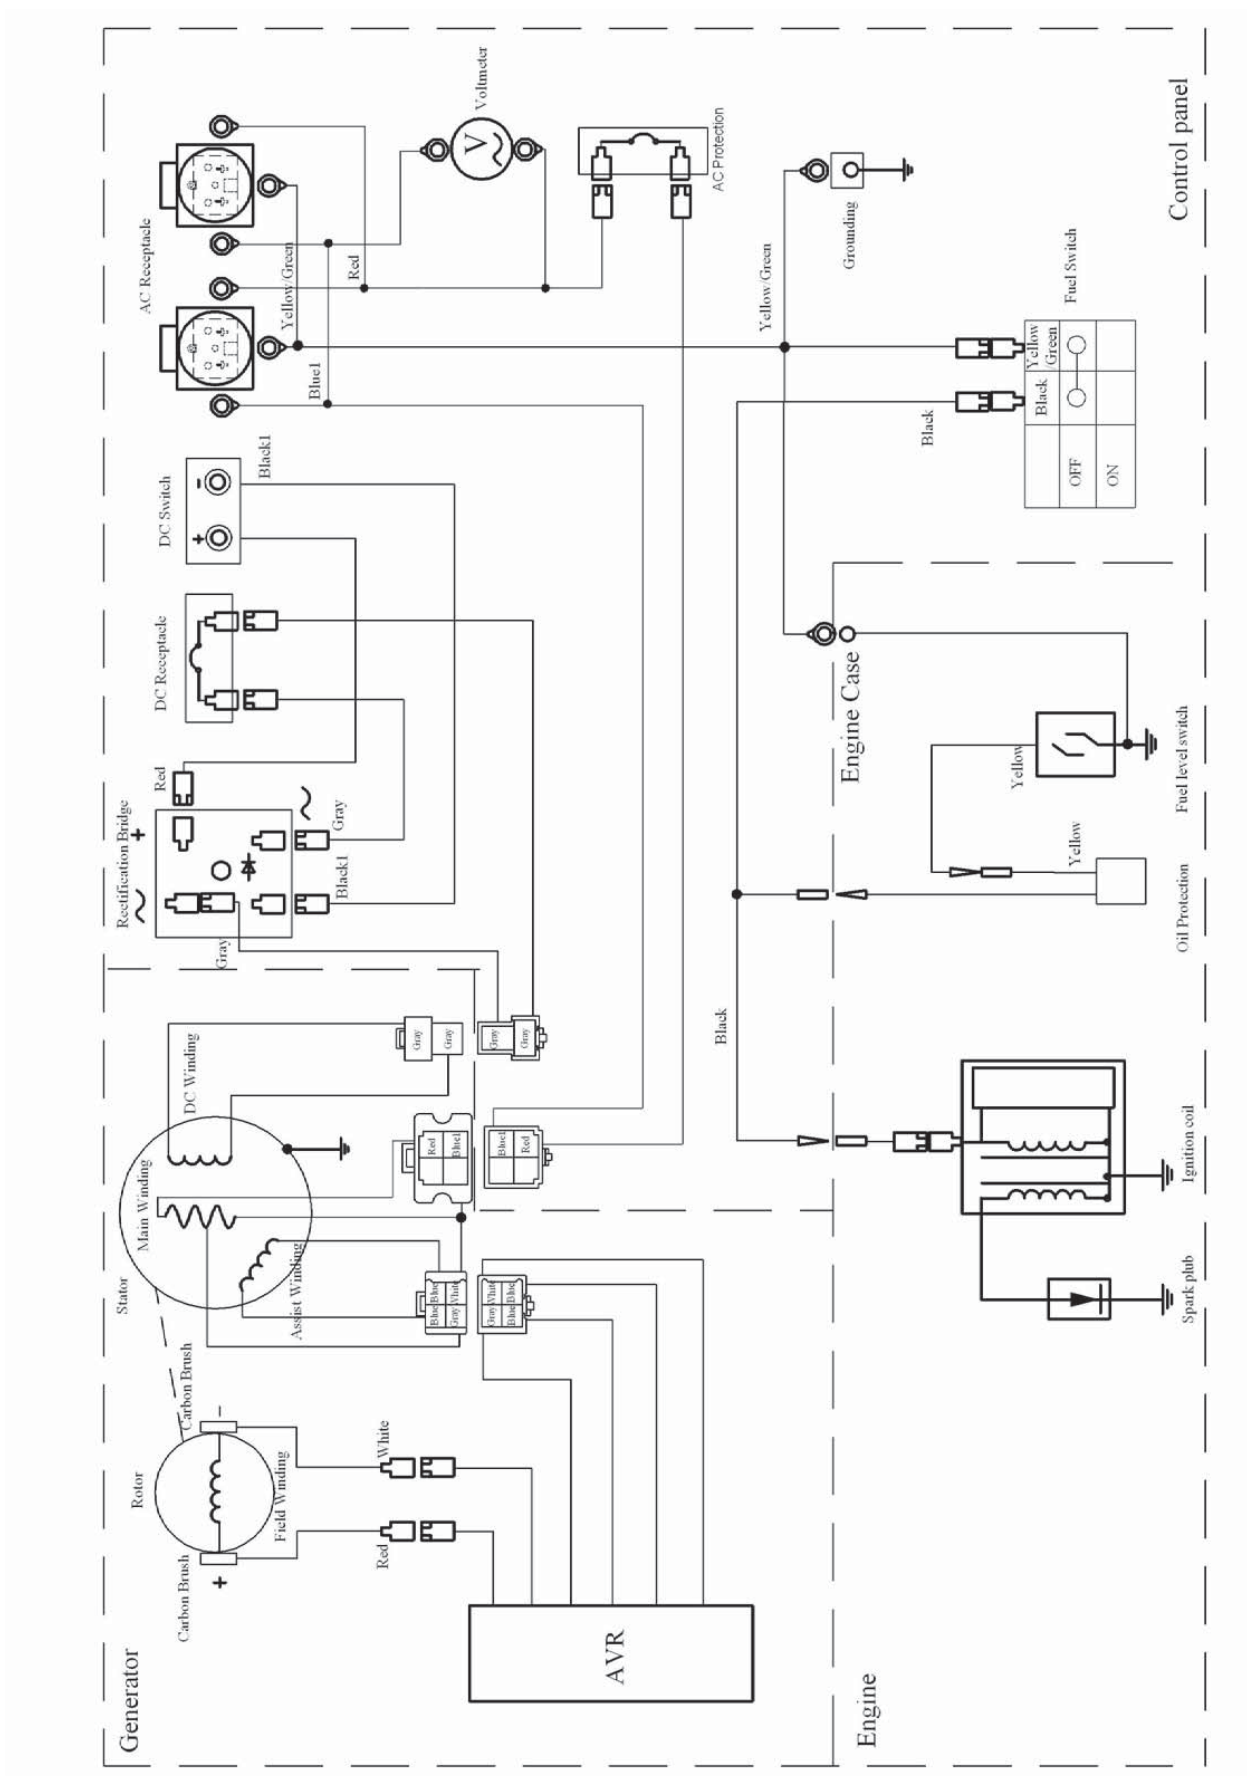 Generator
Rotor
Carbon Brush
+
Carbon Brush
−
Field Winding
Red
White
AVR
Stator
Main Winding
Assist Winding
DC Winding
Blue
Blue
Gray
White
Gray
White
Blue
Blue
Red
Blue1
Blue1
Red
Gray
Gray
Gray
Gray
Rectification Bridge
+
Gray
Red
Black1
Gray
DC Receptacle
DC Switch
+
-
Black1
AC Receptacle
Blue1
Yellow/Green
Red
Voltmeter
V
AC Protection
Yellow/Green
Grounding
Control panel
Fuel Switch
Yellow
/Green
Black
OFF
ON
Black
Black
Engine Case
Engine
Yellow
Fuel level switch
Yellow
Oil Protection
Ignition coil
Spark plub